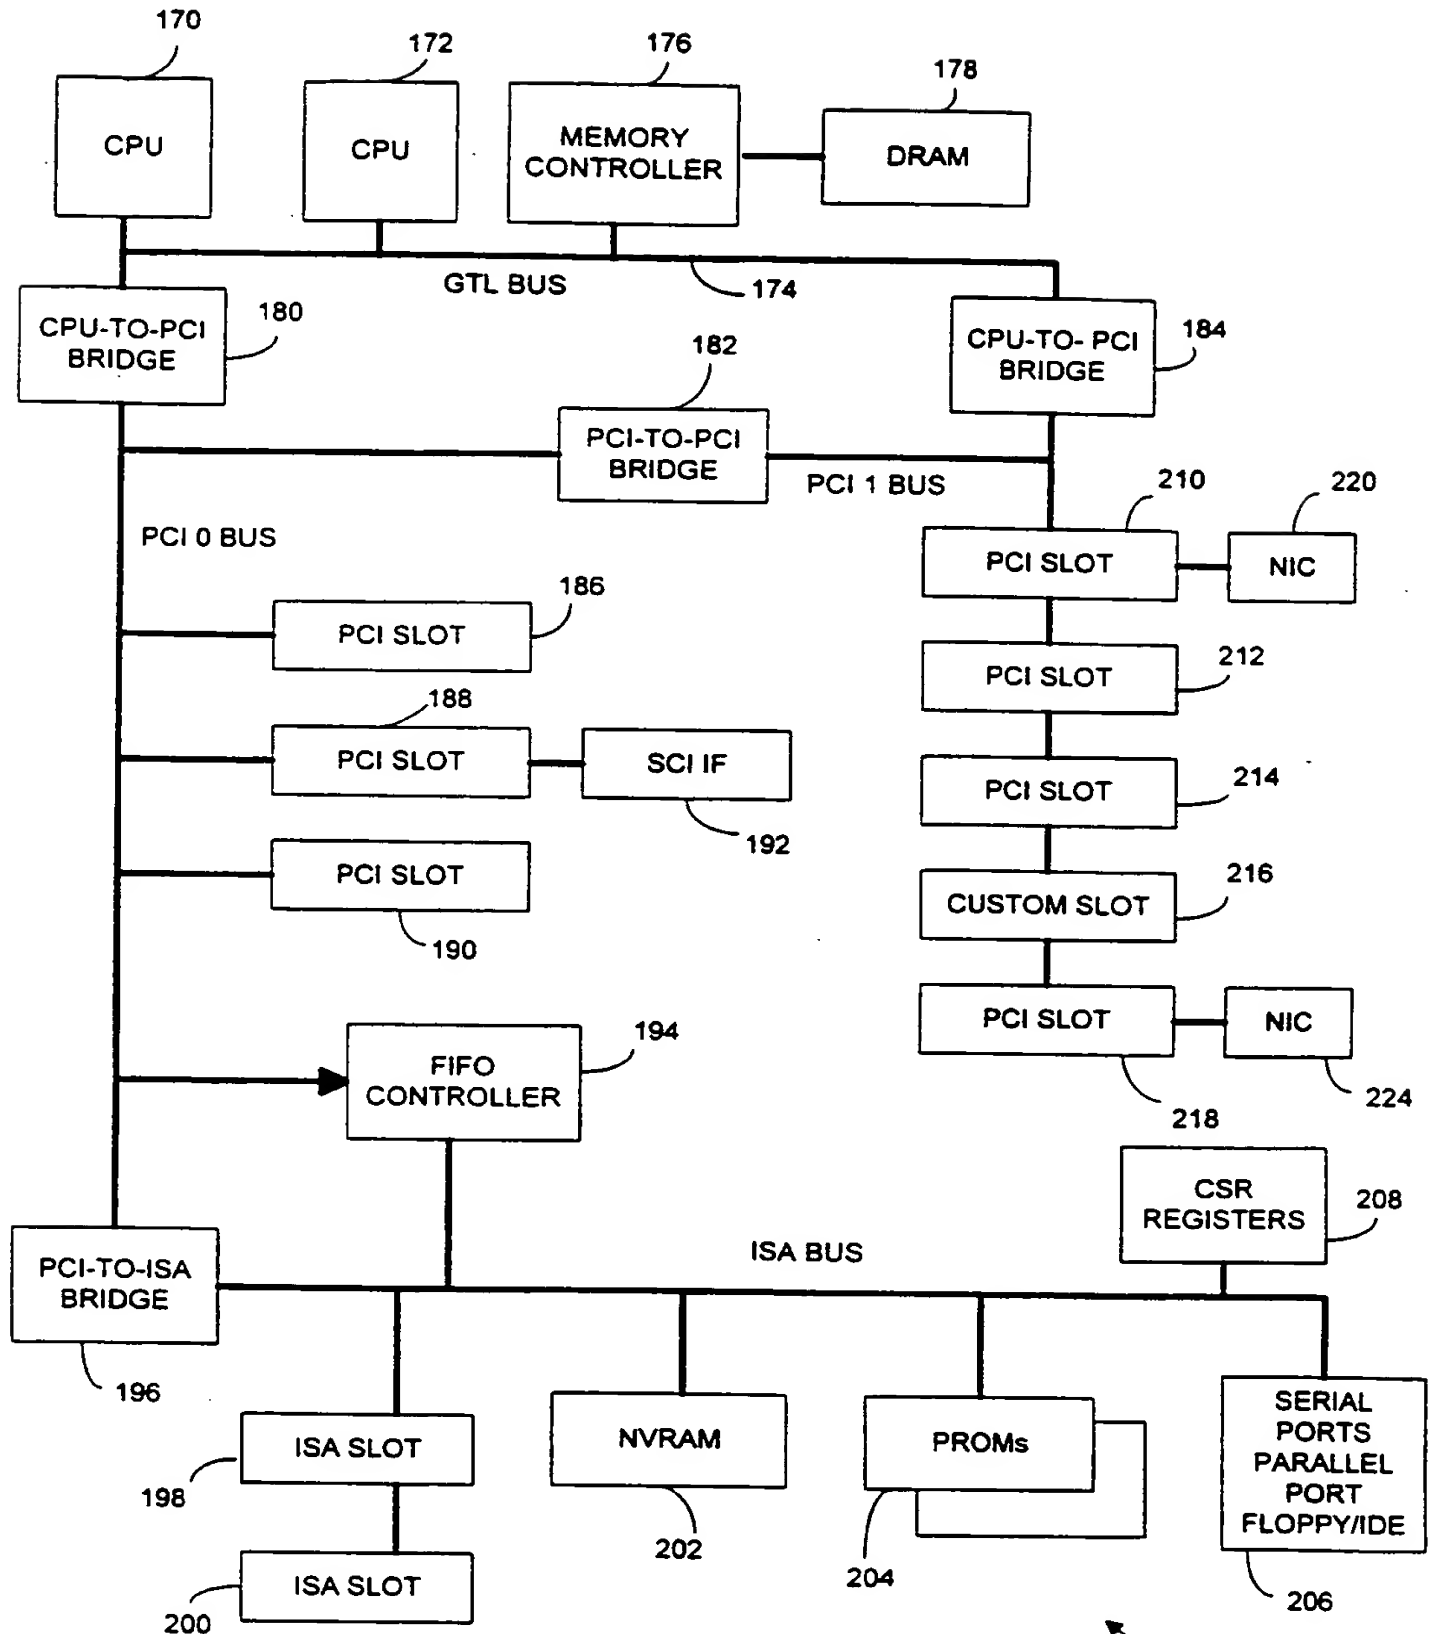 170
172
176
178
CPU
CPU
MEMORY
CONTROLLER
DRAM
GTL BUS
174
CPU-TO-PCI
BRIDGE
180
182
CPU-TO- PCI
BRIDGE
184
PCI-TO-PCI
BRIDGE
PCI 1 BUS
PCI 0 BUS
210
220
PCI SLOT
NIC
186
PCI SLOT
212
PCI SLOT
188
PCI SLOT
SCI IF
192
214
PCI SLOT
PCI SLOT
190
216
CUSTOM SLOT
PCI SLOT
NIC
218
224
194
FIFO
CONTROLLER
CSR
REGISTERS
208
ISA BUS
PCI-TO-ISA
BRIDGE
196
ISA SLOT
198
ISA SLOT
200
NVRAM
202
PROMs
204
SERIAL
PORTS
PARALLEL
PORT
FLOPPY/IDE
206